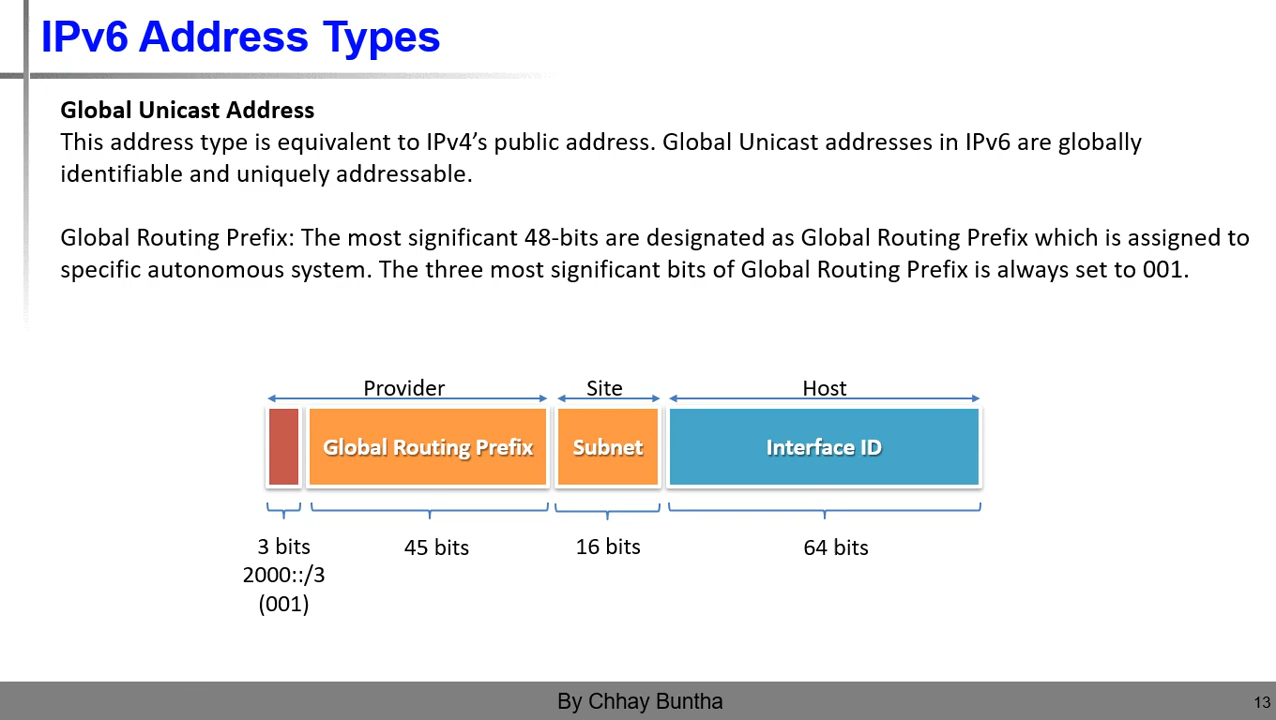 IPv6 Address Types
Global Unicast Address
This address type is equivalent to IPv4’s public address. Global Unicast addresses in IPv6 are globally
identifiable and uniquely addressable.
Global Routing Prefix: The most significant 48-bits are designated as Global Routing Prefix which is assigned to
specific autonomous system. The three most significant bits of Global Routing Prefix is always set to 001.
Provider Site Host
Global Routing Prefix Subnet Interface ID
3 bits 45 bits 16 bits 64 bits
2000::/3
(001)
By Chhay Buntha 13